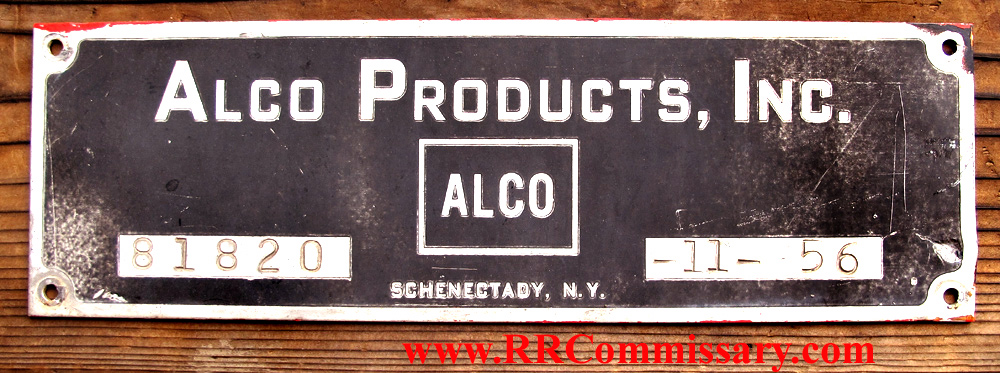 ALCO PRODUCTS, INC.
ALCO
81820
-11- 56
SCHENECTADY, N.Y.
www.RRCommissary.com